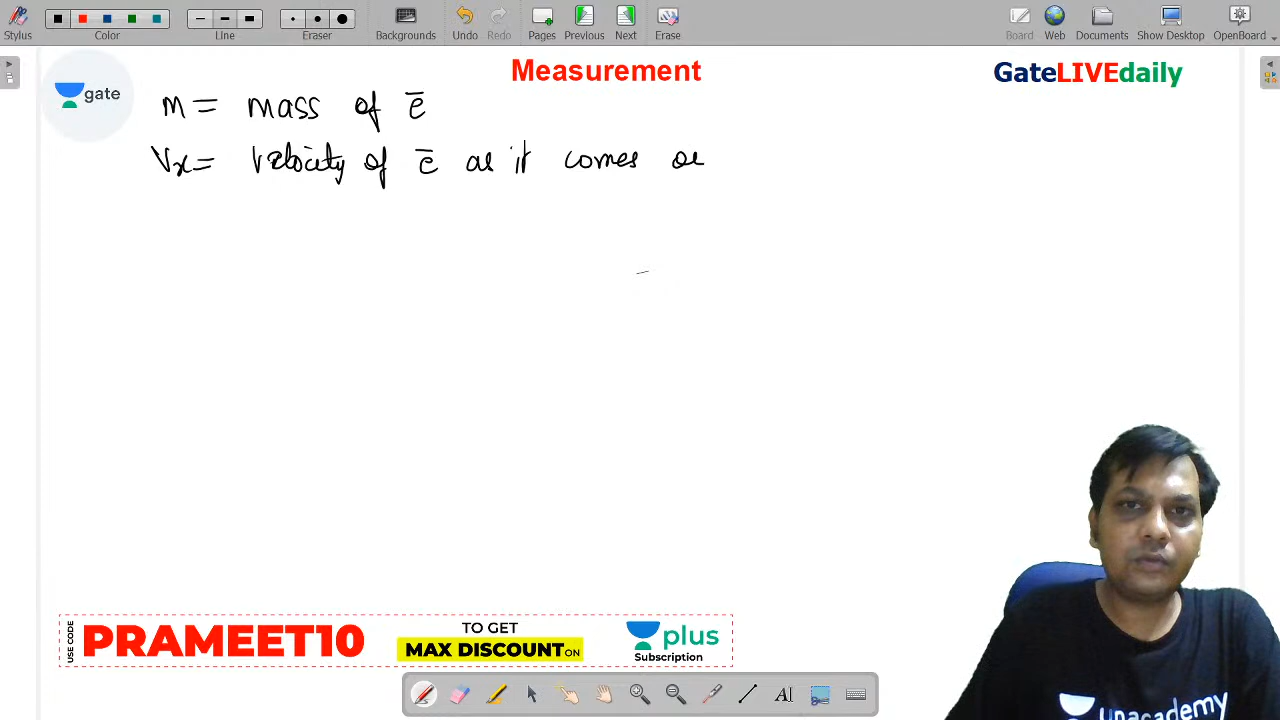 Stylus
Color
Line
Eraser
Backgrounds
Undo
Redo
Pages
Previous
Next
Erase
Board
Web
Documents
Show Desktop
OpenBoard
gate
Measurement
GateLIVEdaily
m = mass of ē
Vx = velocity of ē as it comes
USE CODE
PRAMEET10
TO GET
MAX DISCOUNT ON
plus
Subscription
unacademy